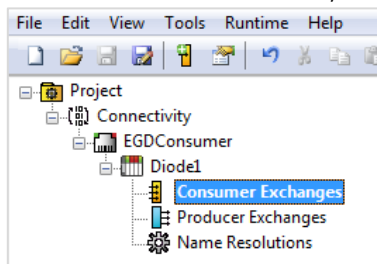 File Edit View Tools Runtime Help
Project
Connectivity
EGDConsumer
Diode1
Consumer Exchanges
Producer Exchanges
Name Resolutions